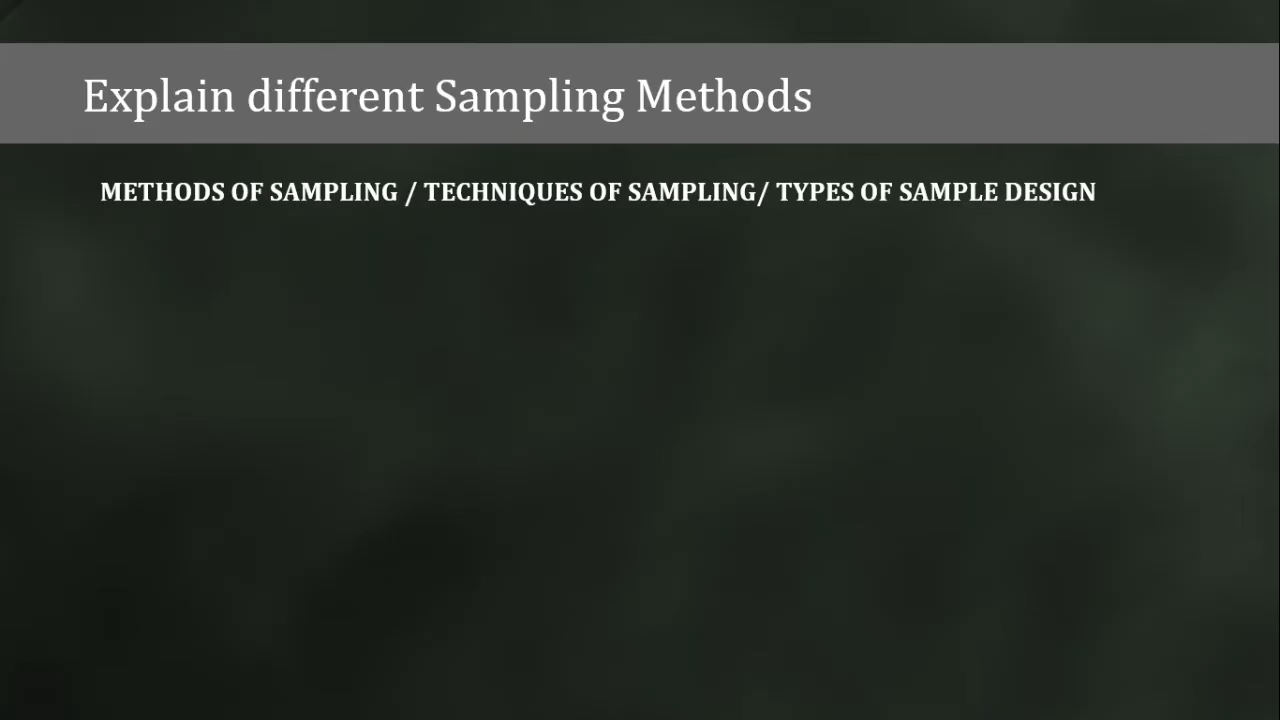 Explain different Sampling Methods
METHODS OF SAMPLING / TECHNIQUES OF SAMPLING/ TYPES OF SAMPLE DESIGN